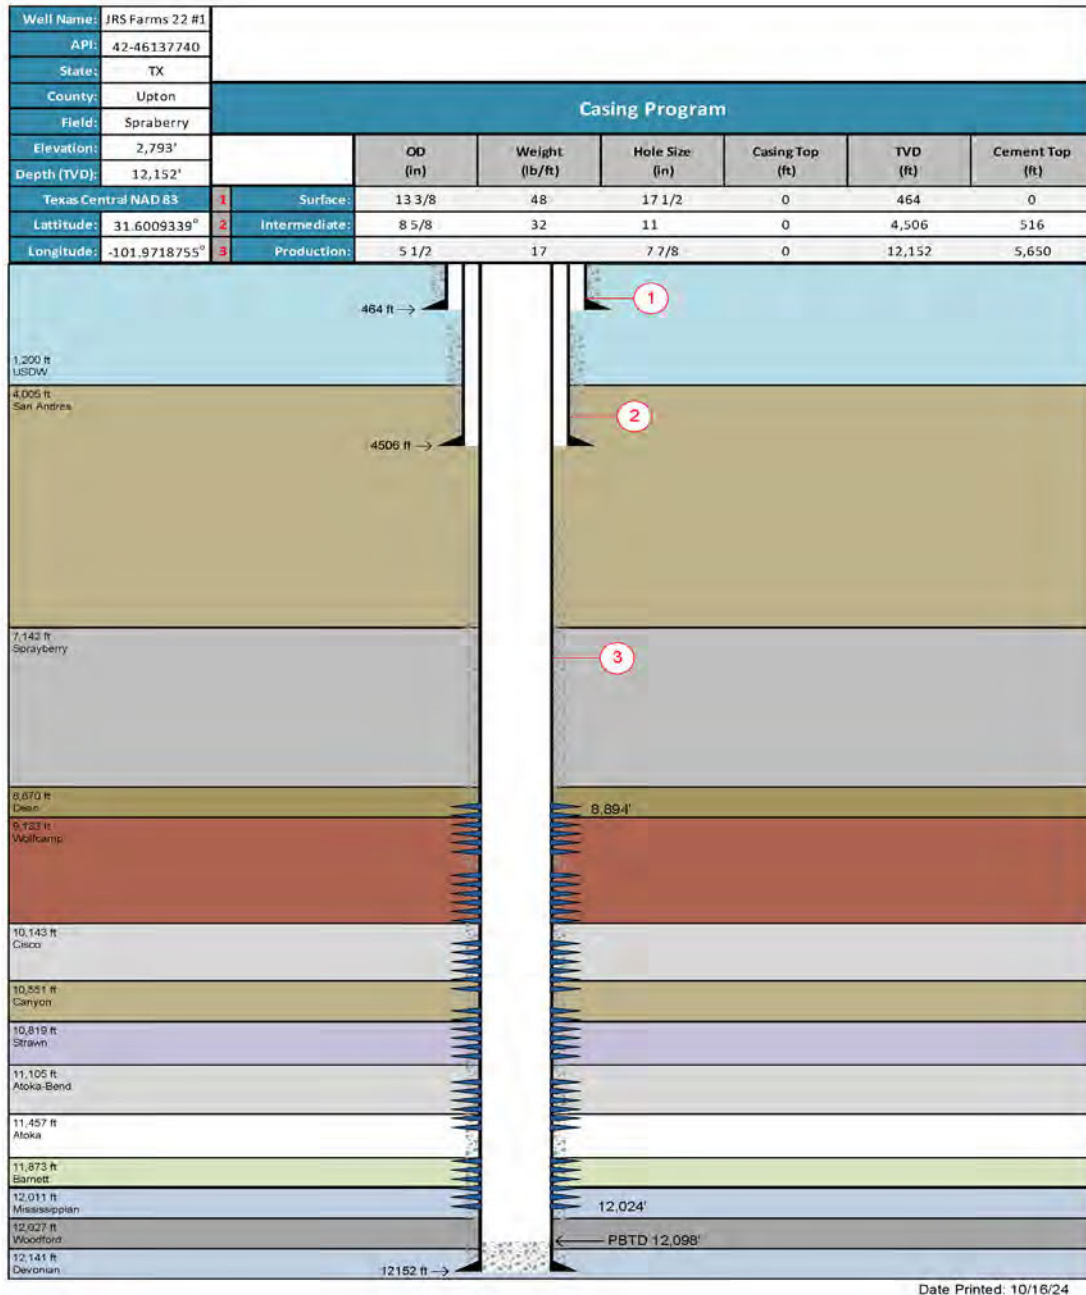 Well Name: JRS Farms 22 #1
API: 42-46137740
State: TX
County: Upton
Field: Spraberry
Elevation: 2,793'
Depth (TVD): 12,152'
Texas Central NAD 83
Lattitude: 31.6009339°
Longitude: -101.9718755°
Casing Program
OD (in) Weight (lb/ft) Hole Size (in) Casing Top (ft) TVD (ft) Cement Top (ft)
1 Surface: 13 3/8 48 17 1/2 0 464 0
2 Intermediate: 8 5/8 32 11 0 4,506 516
3 Production: 5 1/2 17 7 7/8 0 12,152 5,650
1
464 ft
1,200 ft
USDW
4,005 ft
San Andres
2
4506 ft
7,142 ft
Sprayberry
3
8,670 ft
Dean
8,894'
9,133 ft
Wolfcamp
10,143 ft
Cisco
10,551 ft
Canyon
10,819 ft
Strawn
11,105 ft
Atoka-Bend
11,457 ft
Atoka
11,873 ft
Barnett
12,011 ft
Mississippian
12,024'
12,027 ft
Woodford
PBTD 12,098'
12,141 ft
Devonian
12152 ft
Date Printed: 10/16/24